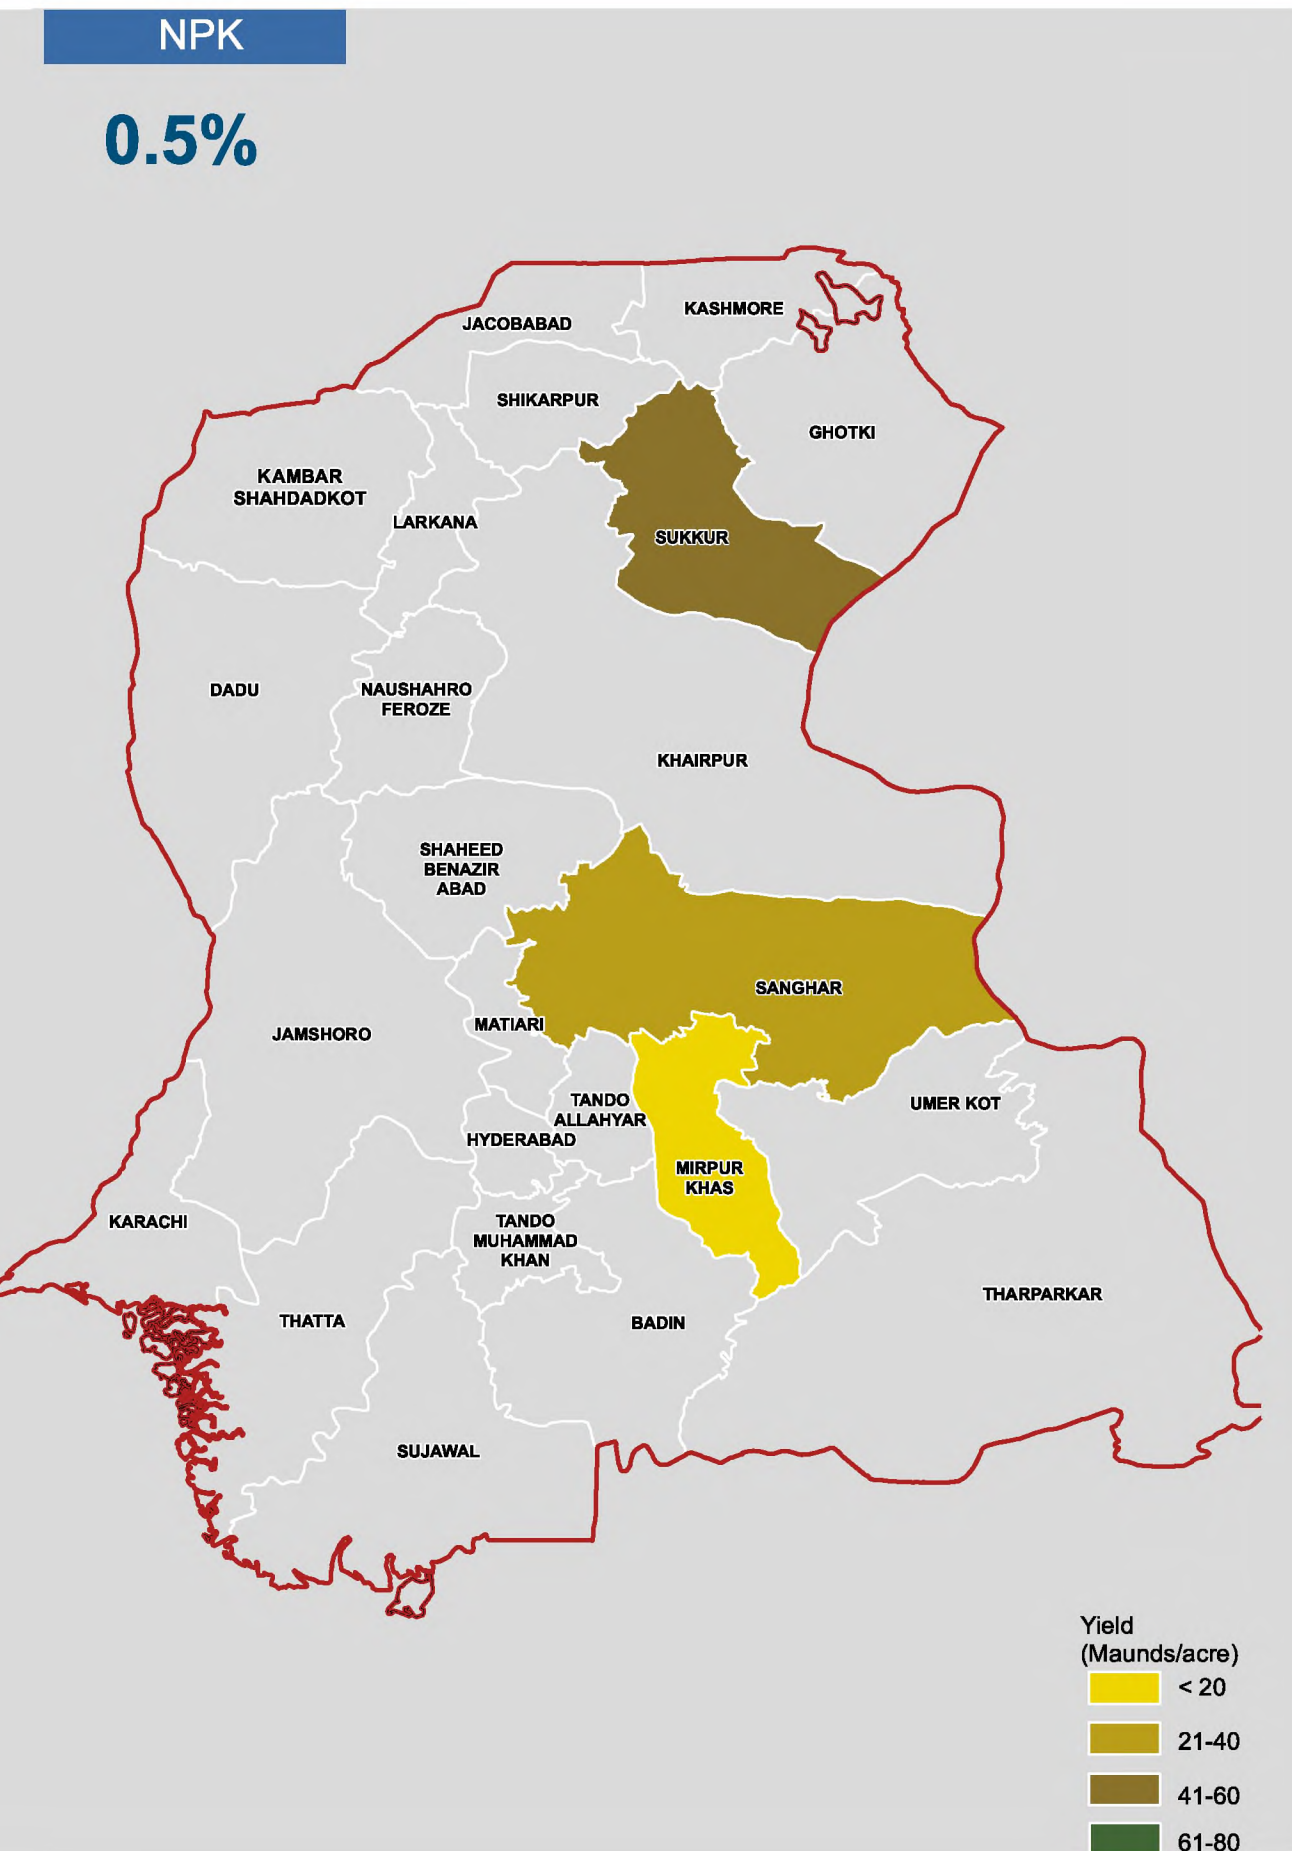 NPK
0.5%
JACOBABAD
KASHMORE
SHIKARPUR
GHOTKI
KAMBAR
SHAHDADKOT
LARKANA
SUKKUR
DADU
NAUSHAHRO
FEROZE
KHAIRPUR
SHAHEED
BENAZIR
ABAD
SANGHAR
MATIARI
JAMSHORO
TANDO
ALLAHYAR
UMER KOT
HYDERABAD
MIRPUR
KHAS
KARACHI
TANDO
MUHAMMAD
KHAN
THARPARKAR
THATTA
BADIN
SUJAWAL
Yield
(Maunds/acre)
< 20
21-40
41-60
61-80